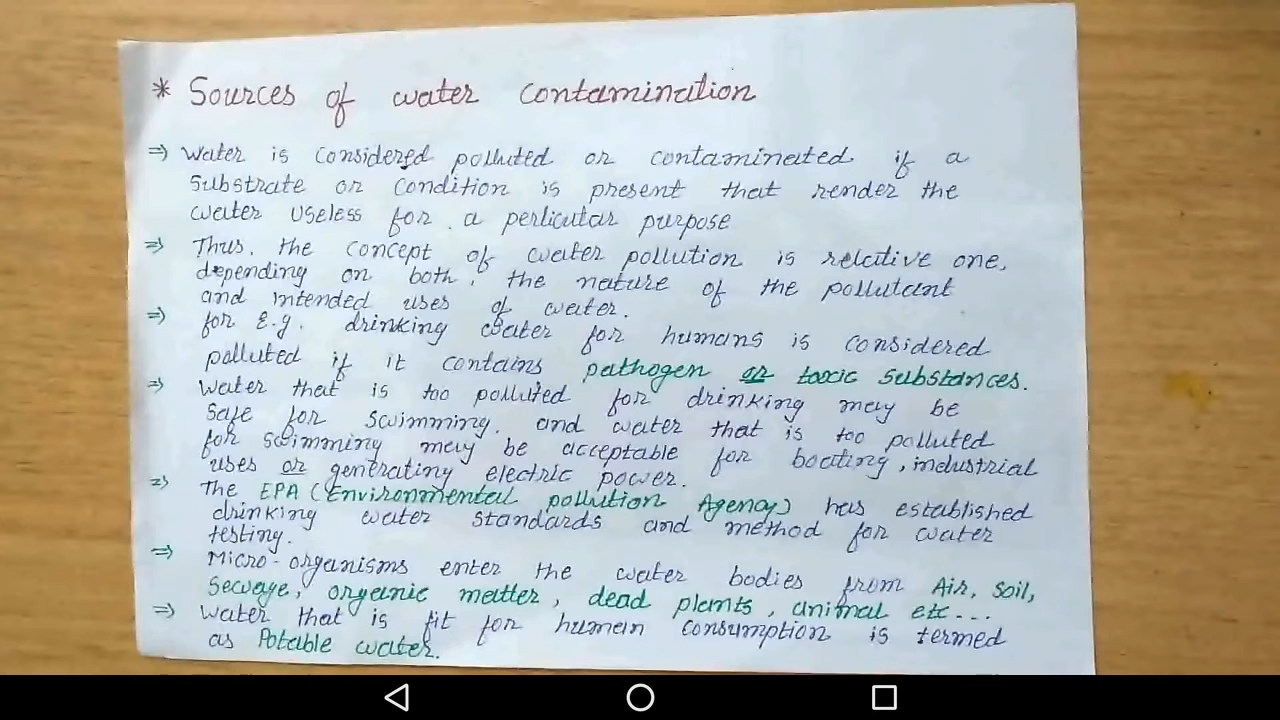 * Sources of water contamination
⇒ Water is considered polluted or contaminated if a
substrate or condition is present that render the
water useless for a perticular purpose
⇒ Thus, the concept of water pollution is relative one,
depending on both, the nature of the pollutant
and intended uses of water.
⇒ for E.g. drinking water for humans is considered
polluted if it contains pathogen or toxic substances.
⇒ Water that is too polluted for drinking may be
safe for swimming. and water that is too polluted
for swimming may be acceptable for boating, industrial
uses or generating electric power.
⇒ The EPA (Environmental pollution Agency) has established
drinking water standards and method for water
testing.
⇒ Micro-organisms enter the water bodies from Air, soil,
Sewage, organic matter, dead plants, animal etc...
⇒ Water that is fit for human consumption is termed
as Potable water.